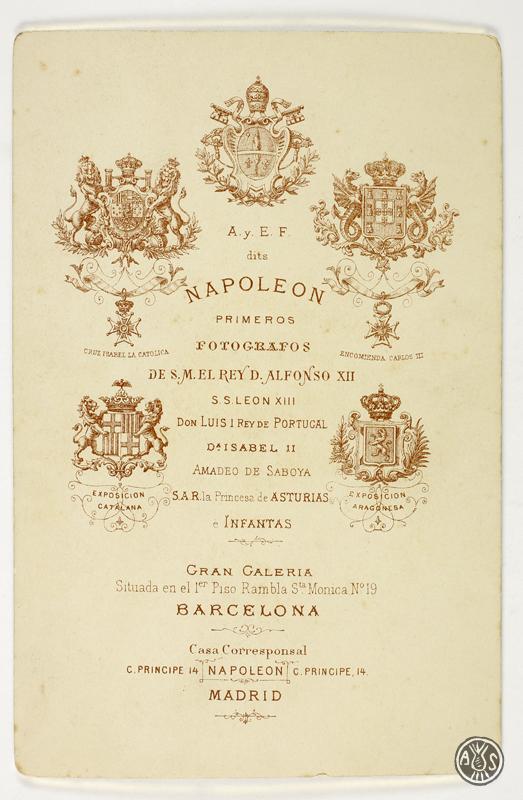 A. y. E. F.
dits
NAPOLEON
PRIMEROS
FOTOGRAFOS
CRUZ ISABEL LA CATOLICA
ENCOMIENDA CARLOS III
DE S. M. EL REY D. ALFONSO XII
S. S. LEON XIII
DON LUIS I REY DE PORTUGAL
Dª ISABEL II
AMADEO DE SABOYA
EXPOSICION
CATALANA
S.A.R. la Princesa de ASTURIAS
EXPOSICION
ARAGONESA
é INFANTAS
GRAN GALERIA
Situada en el 1er Piso Rambla Sta Monica Nº 19
BARCELONA
Casa Corresponsal
C. PRINCIPE 14 NAPOLEON C. PRINCIPE, 14.
MADRID
A S